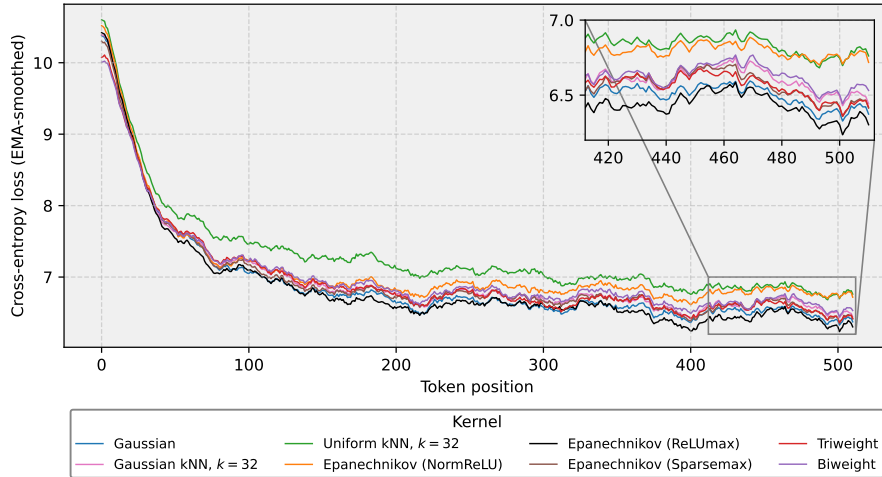 Cross-entropy loss (EMA-smoothed)
10
9
8
7
7.0
6.5
420 440 460 480 500
0 100 200 300 400 500
Token position
Kernel
Gaussian Uniform kNN, k = 32 Epanechnikov (ReLUmax) Triweight
Gaussian kNN, k = 32 Epanechnikov (NormReLU) Epanechnikov (Sparsemax) Biweight